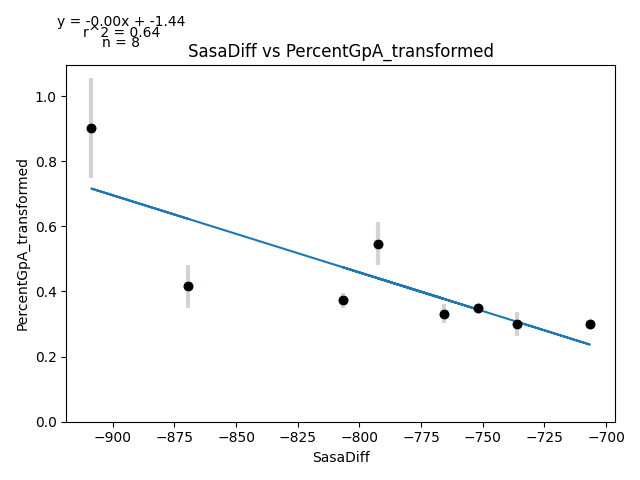 y = -0.00x + -1.44
r^2 = 0.64
n = 8
SasaDiff vs PercentGpA_transformed
PercentGpA_transformed
1.0
0.8
0.6
0.4
0.2
0.0
−900 −875 −850 −825 −800 −775 −750 −725 −700
SasaDiff